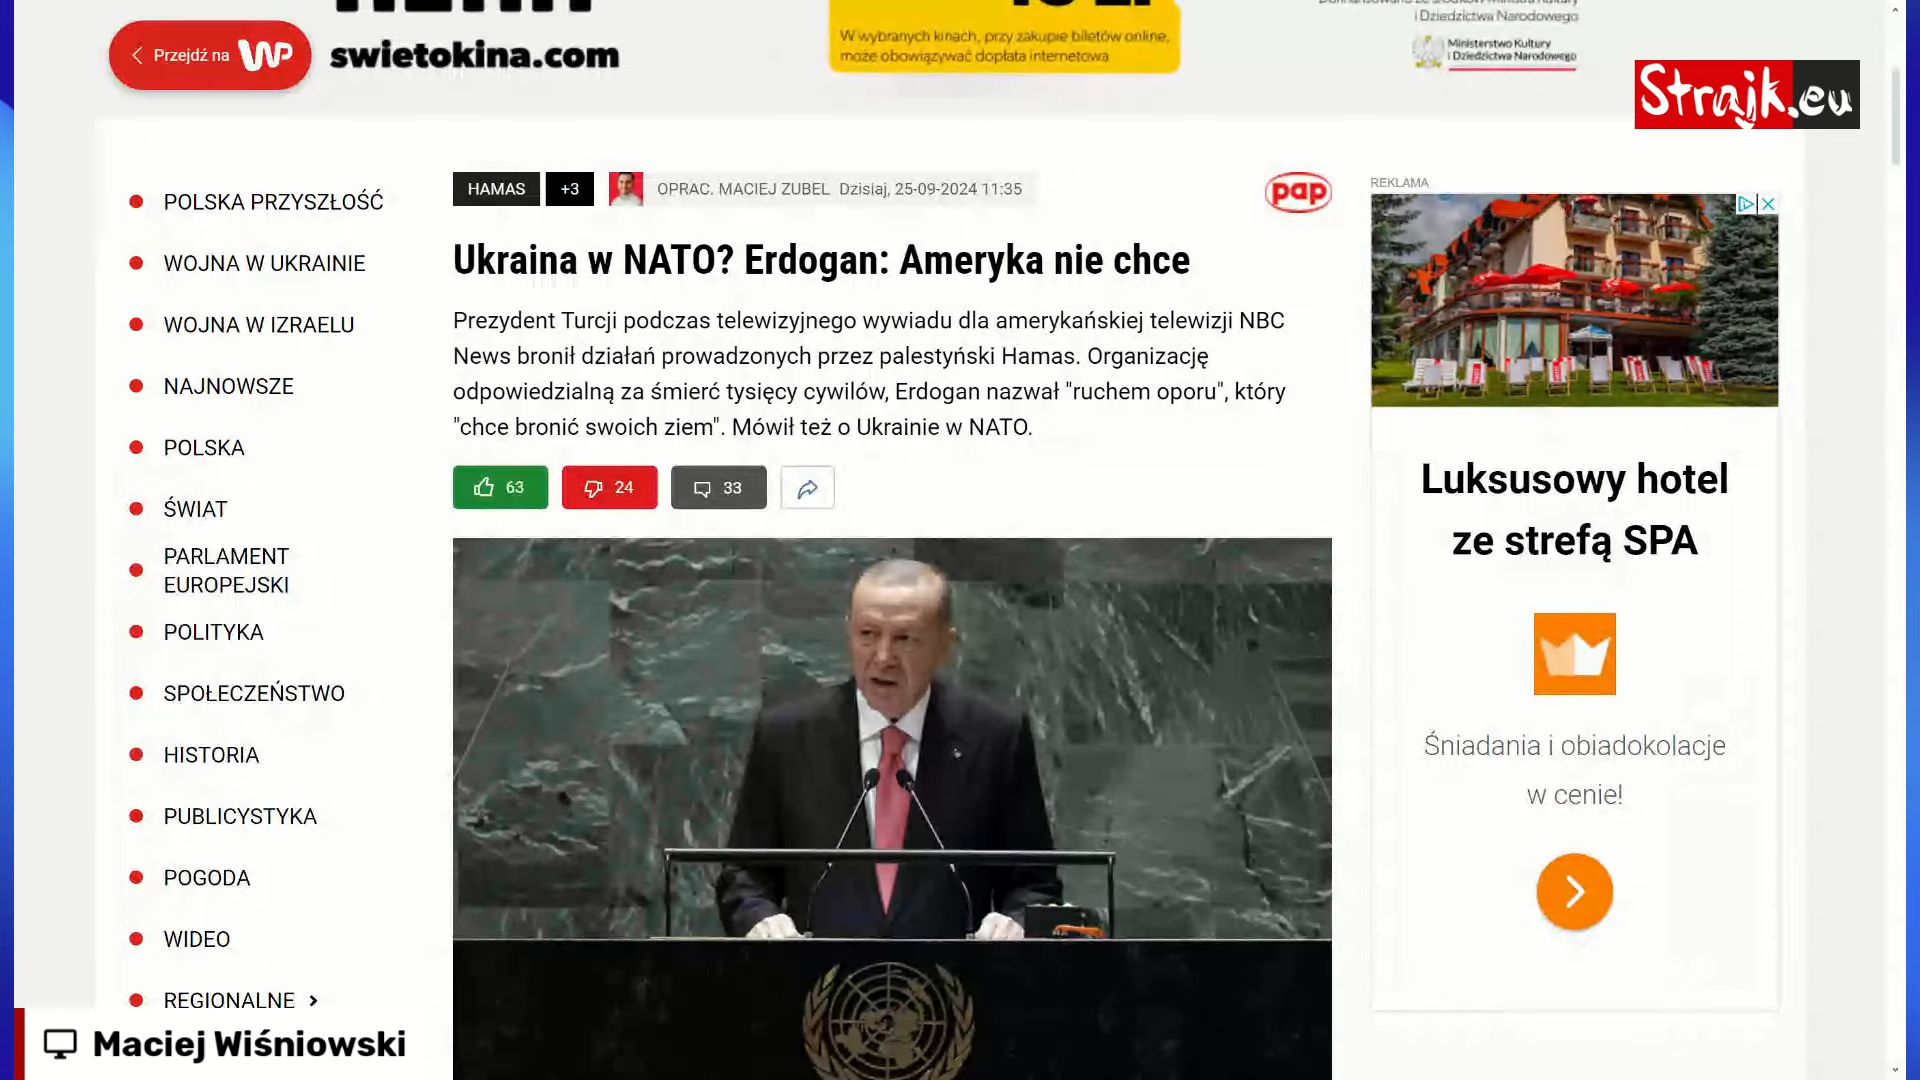 swietokina.com
W wybranych kinach, przy zakupie biletów online,
może obowiązywać dopłata internetowa
i Dziedzictwa Narodowego
Ministerstwo Kultury
i Dziedzictwa Narodowego
Przejdź na WP
Strajk.eu
POLSKA PRZYSZŁOŚĆ
WOJNA W UKRAINIE
WOJNA W IZRAELU
NAJNOWSZE
POLSKA
ŚWIAT
PARLAMENT
EUROPEJSKI
POLITYKA
SPOŁECZEŃSTWO
HISTORIA
PUBLICYSTYKA
POGODA
WIDEO
REGIONALNE
HAMAS +3 OPRAC. MACIEJ ZUBEL Dzisiaj, 25-09-2024 11:35
pap
Ukraina w NATO? Erdogan: Ameryka nie chce
Prezydent Turcji podczas telewizyjnego wywiadu dla amerykańskiej telewizji NBC
News bronił działań prowadzonych przez palestyński Hamas. Organizację
odpowiedzialną za śmierć tysięcy cywilów, Erdogan nazwał "ruchem oporu", który
"chce bronić swoich ziem". Mówił też o Ukrainie w NATO.
63 24 33
REKLAMA
Luksusowy hotel
ze strefą SPA
Śniadania i obiadokolacje
w cenie!
Maciej Wiśniowski